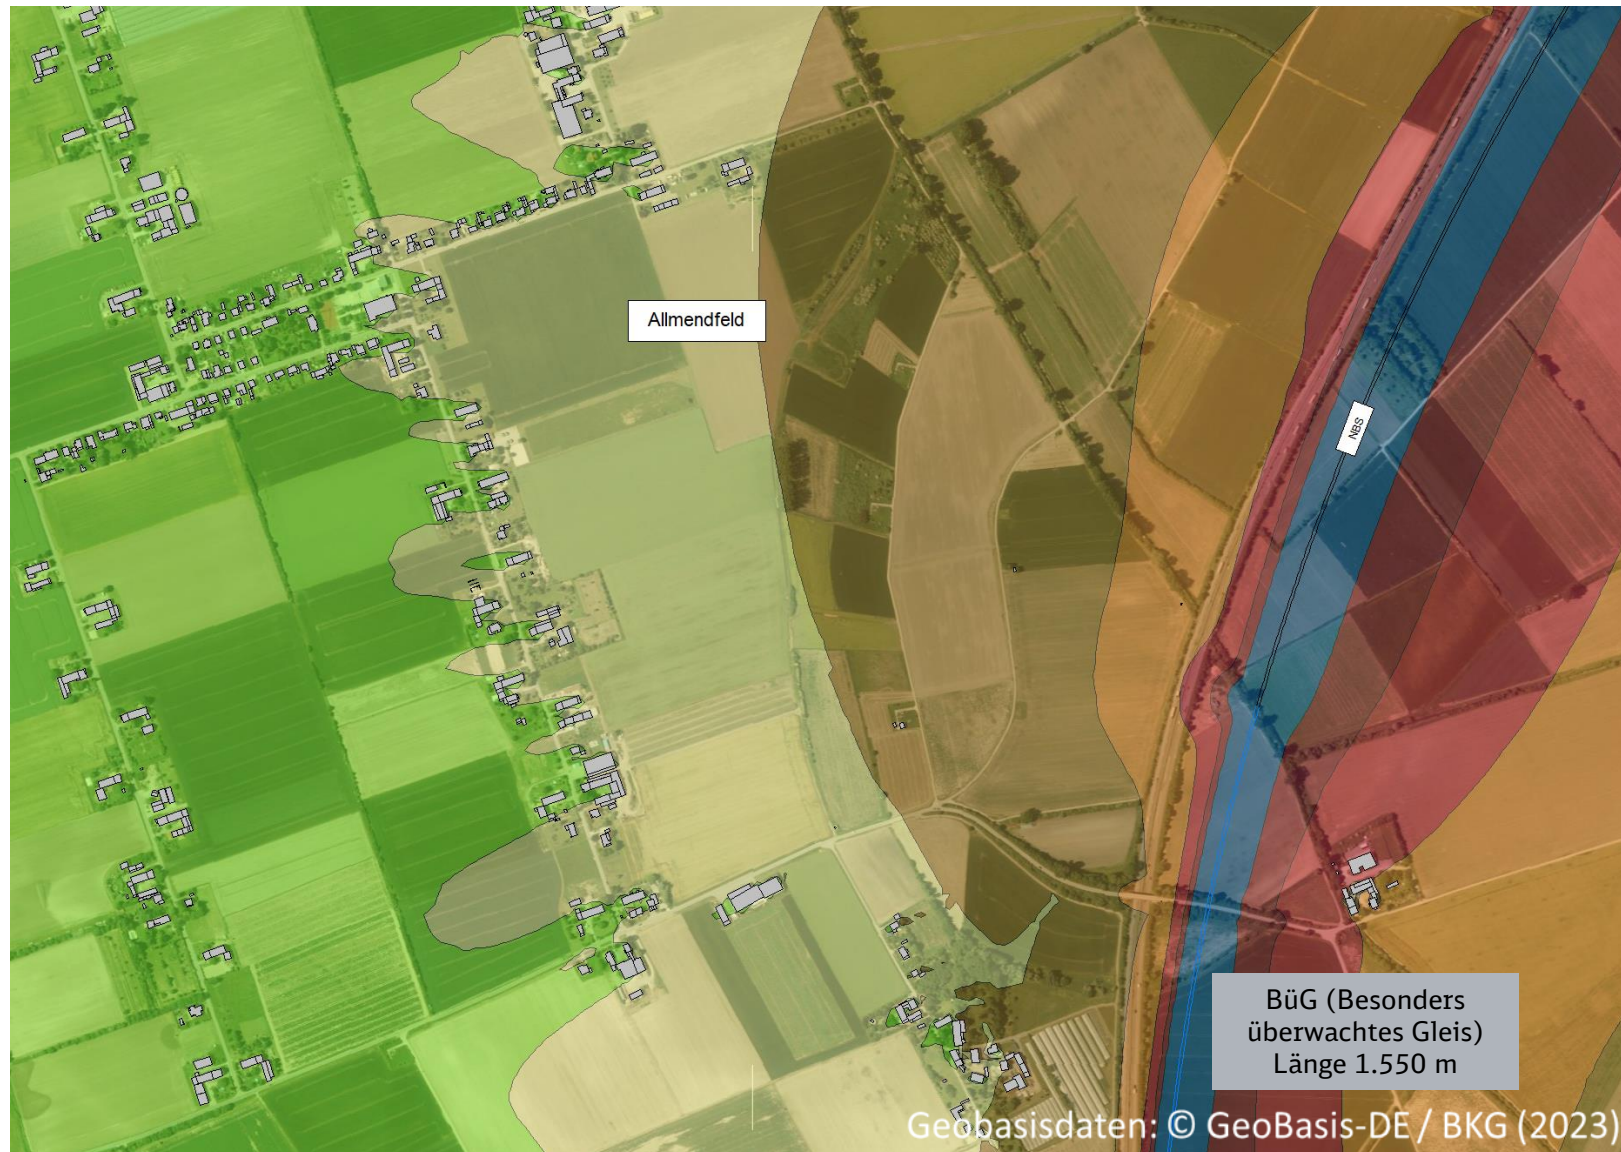 Allmendfeld
NBS
BüG (Besonders
überwachtes Gleis)
Länge 1.550 m
Geobasisdaten: © GeoBasis-DE / BKG (2023)